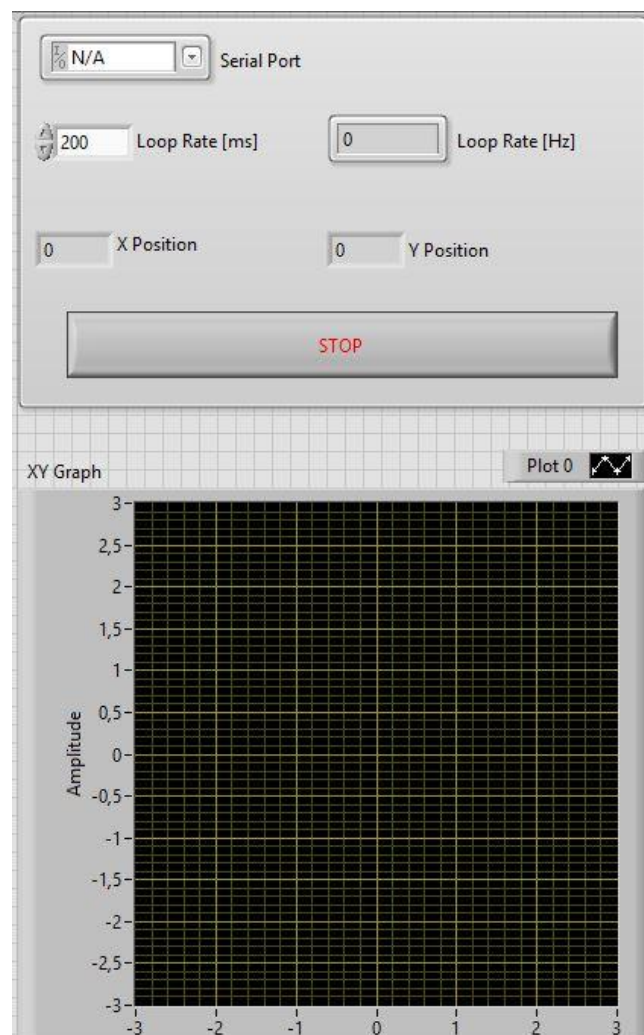 N/A Serial Port
200 Loop Rate [ms] 0 Loop Rate [Hz]
0 X Position 0 Y Position
STOP
XY Graph Plot 0
3
2,5
2
1,5
1
0,5
0
-0,5
-1
-1,5
-2
-2,5
-3
Amplitude
-3 -2 -1 0 1 2 3